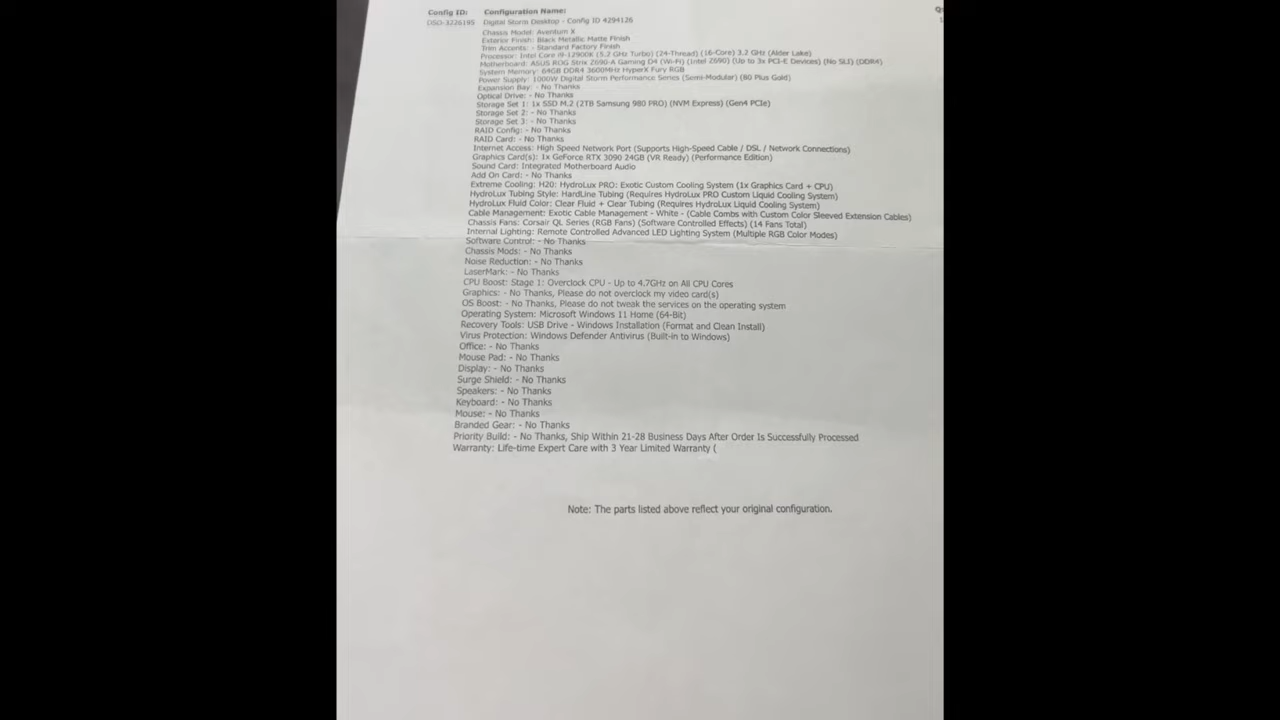 Config ID: Configuration Name:
DSO-3226195 Digital Storm Desktop - Config ID 4294126
Chassis Model: Aventum X
Exterior Finish: Black Metallic Matte Finish
Trim Accents: - Standard Factory Finish
Processor: Intel Core i9-12900K (5.2 GHz Turbo) (24-Thread) (16-Core) 3.2 GHz (Alder Lake)
Motherboard: ASUS ROG Strix Z690-A Gaming D4 (Wi-Fi) (Intel Z690) (Up to 3x PCI-E Devices) (No SLI) (DDR4)
System Memory: 64GB DDR4 3600MHz HyperX Fury RGB
Power Supply: 1000W Digital Storm Performance Series (Semi-Modular) (80 Plus Gold)
Expansion Bay: - No Thanks
Optical Drive: - No Thanks
Storage Set 1: 1x SSD M.2 (2TB Samsung 980 PRO) (NVM Express) (Gen4 PCIe)
Storage Set 2: - No Thanks
Storage Set 3: - No Thanks
RAID Config: - No Thanks
RAID Card: - No Thanks
Internet Access: High Speed Network Port (Supports High-Speed Cable / DSL / Network Connections)
Graphics Card(s): 1x GeForce RTX 3090 24GB (VR Ready) (Performance Edition)
Sound Card: Integrated Motherboard Audio
Add On Card: - No Thanks
Extreme Cooling: H20: HydroLux PRO: Exotic Custom Cooling System (1x Graphics Card + CPU)
HydroLux Tubing Style: HardLine Tubing (Requires HydroLux PRO Custom Liquid Cooling System)
HydroLux Fluid Color: Clear Fluid + Clear Tubing (Requires HydroLux Liquid Cooling System)
Cable Management: Exotic Cable Management - White - (Cable Combs with Custom Color Sleeved Extension Cables)
Chassis Fans: Corsair QL Series (RGB Fans) (Software Controlled Effects) (14 Fans Total)
Internal Lighting: Remote Controlled Advanced LED Lighting System (Multiple RGB Color Modes)
Software Control: - No Thanks
Chassis Mods: - No Thanks
Noise Reduction: - No Thanks
LaserMark: - No Thanks
CPU Boost: Stage 1: Overclock CPU - Up to 4.7GHz on All CPU Cores
Graphics: - No Thanks, Please do not overclock my video card(s)
OS Boost: - No Thanks, Please do not tweak the services on the operating system
Operating System: Microsoft Windows 11 Home (64-Bit)
Recovery Tools: USB Drive - Windows Installation (Format and Clean Install)
Virus Protection: Windows Defender Antivirus (Built-in to Windows)
Office: - No Thanks
Mouse Pad: - No Thanks
Display: - No Thanks
Surge Shield: - No Thanks
Speakers: - No Thanks
Keyboard: - No Thanks
Mouse: - No Thanks
Branded Gear: - No Thanks
Priority Build: - No Thanks, Ship Within 21-28 Business Days After Order Is Successfully Processed
Warranty: Life-time Expert Care with 3 Year Limited Warranty (
Note: The parts listed above reflect your original configuration.